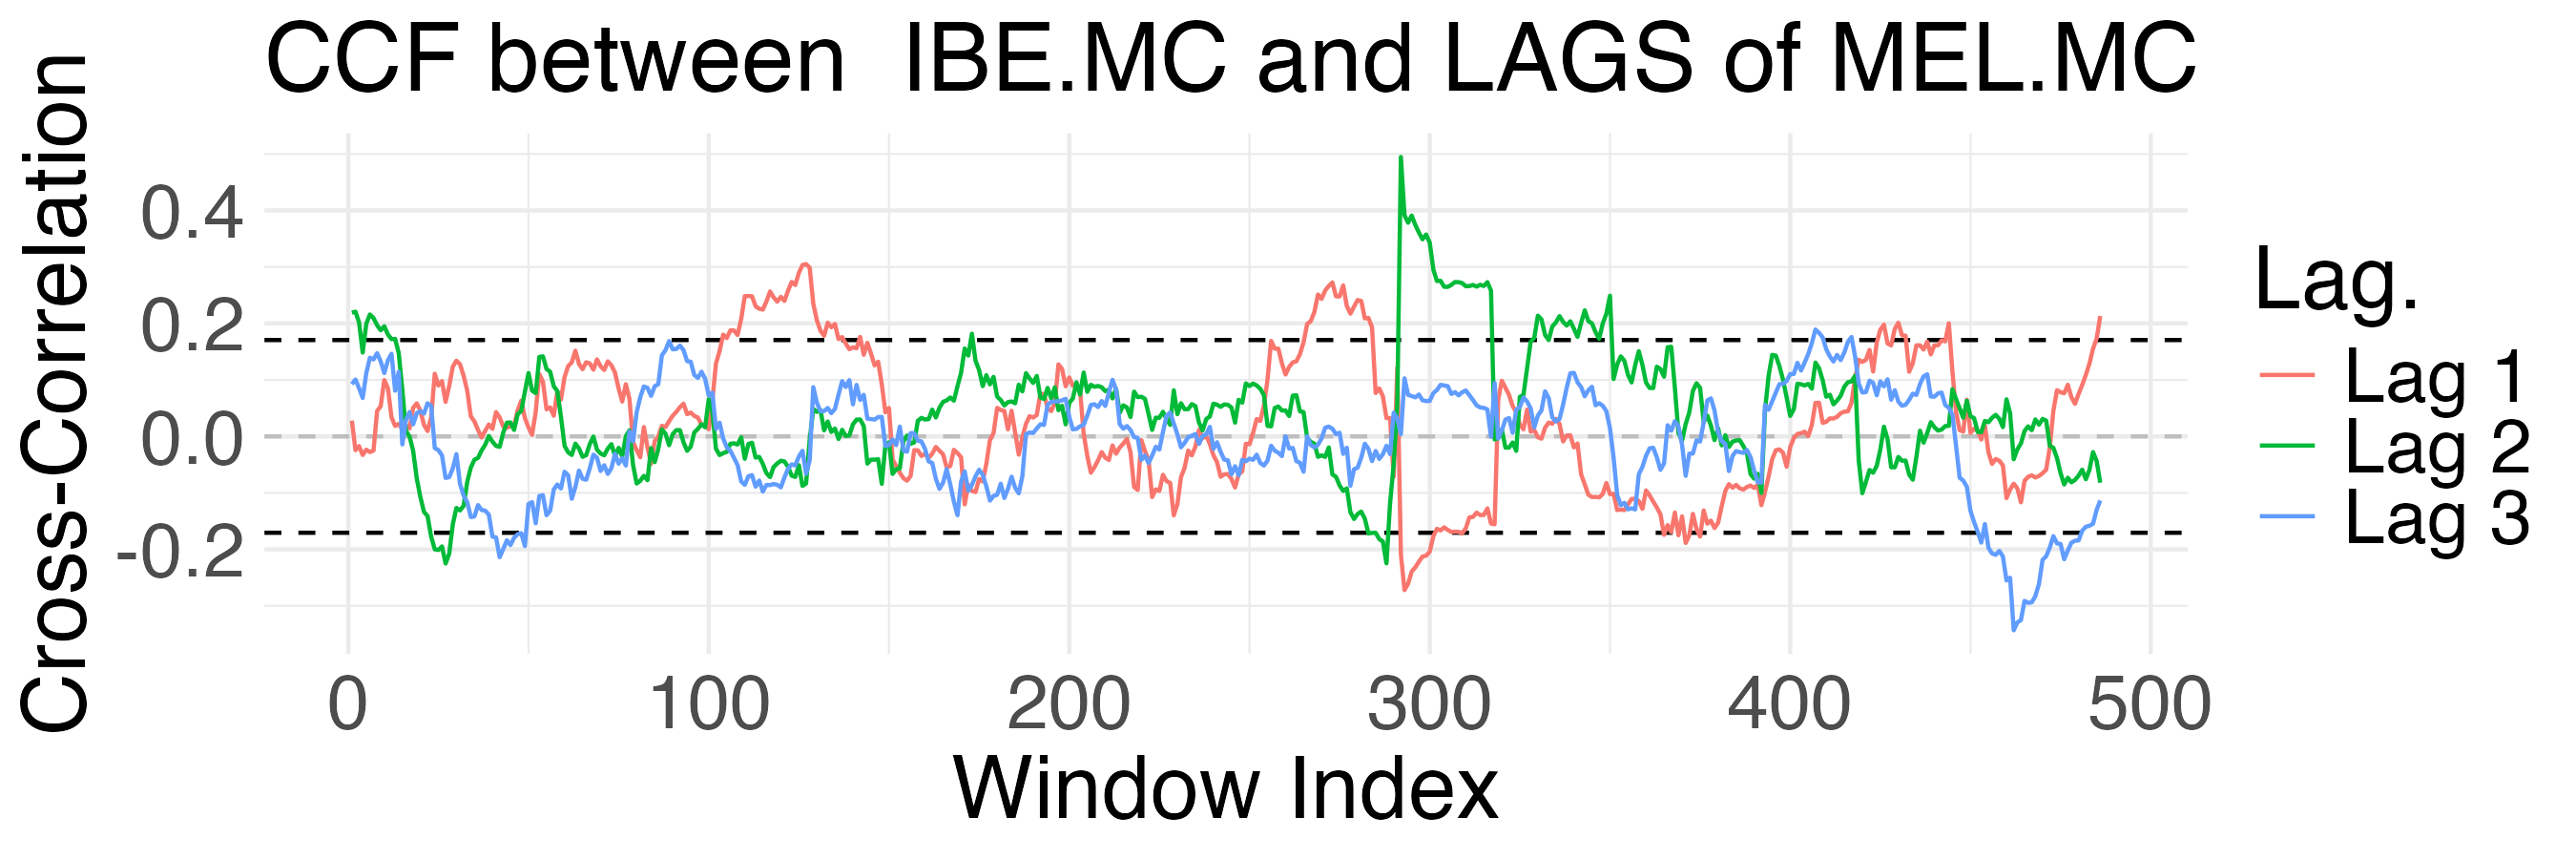 CCF between  IBE.MC and LAGS of MEL.MC
Cross-Correlation
0.4
0.2
0.0
-0.2
0 100 200 300 400 500
Window Index
Lag.
Lag 1
Lag 2
Lag 3